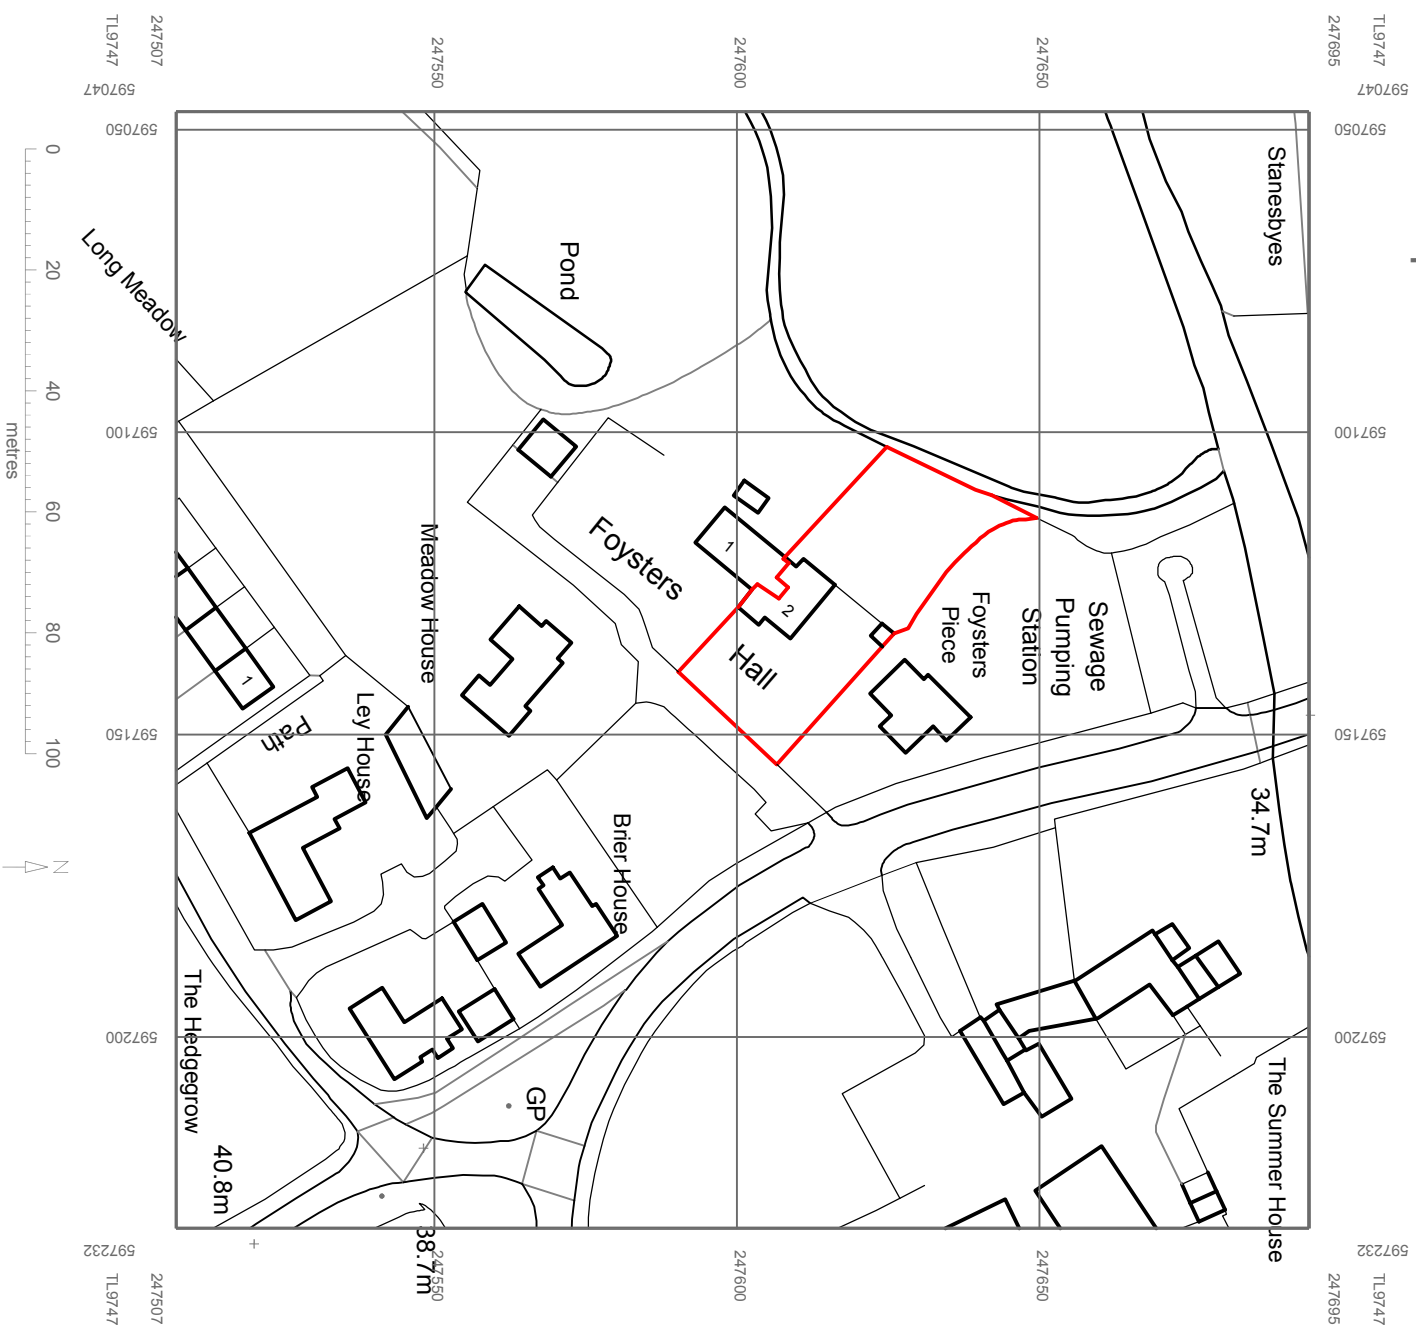 TL9747
247507
247550
247600
247650
247695
TL9747
597047
597047
597050
597050
Stanesbyes
0
20
40
60
80
100
metres
Long Meadow
Pond
597100
597100
Foysters
1
2
Hall
Meadow House
Foysters
Piece
Sewage
Pumping
Station
1
Path
Ley House
597150
597150
34.7m
Brier House
N
The Hedgegrow
597200
597200
GP
The Summer House
40.8m
38.7m
597232
597232
TL9747
247507
247550
247600
247650
247695
TL9747